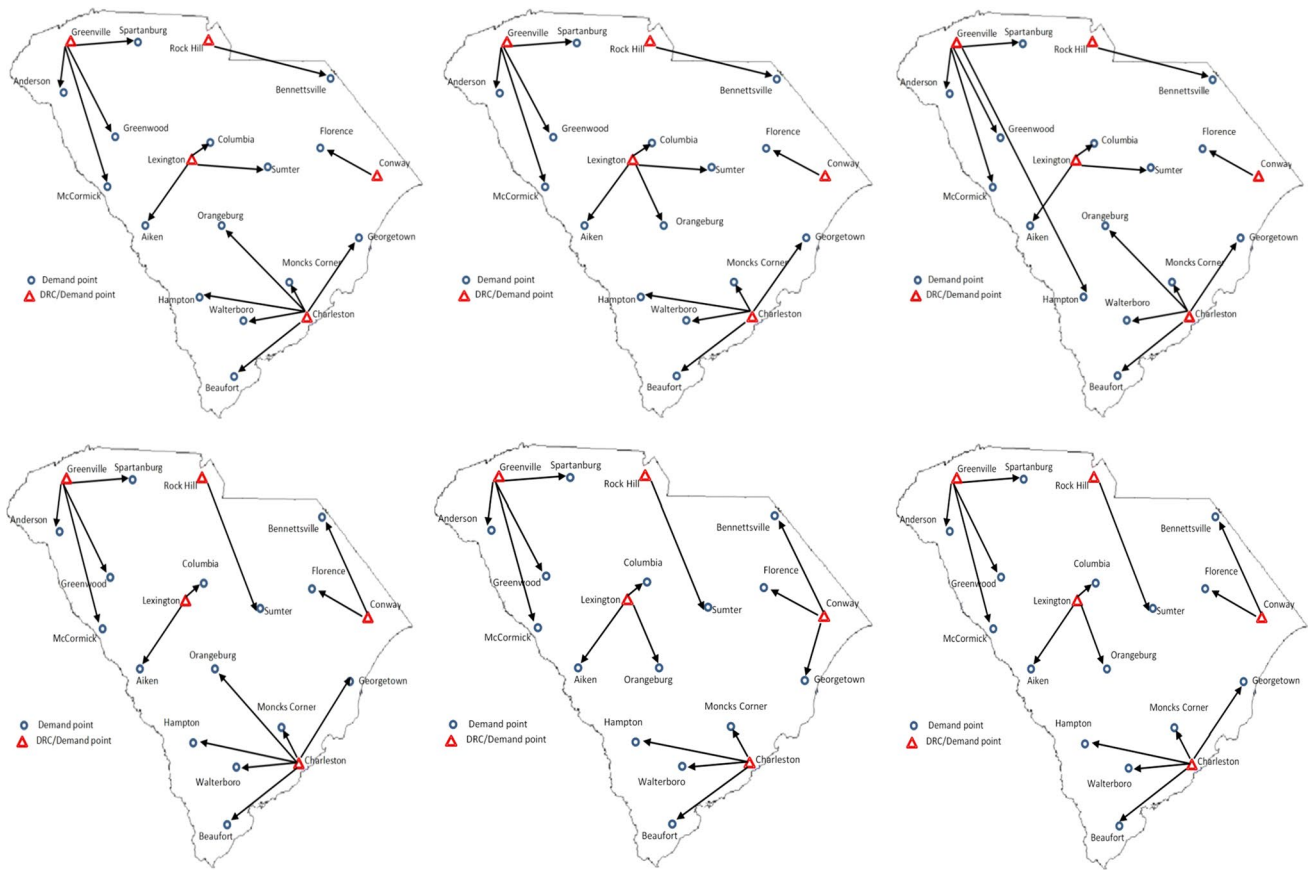 Greenville
Spartanburg
Rock Hill
Anderson
Bennettsville
Greenwood
Florence
Columbia
Lexington
Conway
Sumter
McCormick
Orangeburg
Aiken
Georgetown
Moncks Corner
Demand point
DRC/Demand point
Hampton
Walterboro
Charleston
Beaufort
Greenville
Spartanburg
Rock Hill
Anderson
Bennettsville
Greenwood
Florence
Columbia
Lexington
Conway
Sumter
McCormick
Orangeburg
Aiken
Georgetown
Moncks Corner
Demand point
DRC/Demand point
Hampton
Walterboro
Charleston
Beaufort
Greenville
Spartanburg
Rock Hill
Anderson
Bennettsville
Greenwood
Florence
Columbia
Lexington
Conway
Sumter
McCormick
Orangeburg
Aiken
Georgetown
Moncks Corner
Demand point
DRC/Demand point
Hampton
Walterboro
Charleston
Beaufort
Greenville
Spartanburg
Rock Hill
Anderson
Bennettsville
Columbia
Florence
Greenwood
Lexington
Conway
Sumter
McCormick
Orangeburg
Aiken
Georgetown
Moncks Corner
Hampton
Demand point
DRC/Demand point
Charleston
Walterboro
Beaufort
Greenville
Spartanburg
Rock Hill
Anderson
Bennettsville
Columbia
Florence
Greenwood
Lexington
Conway
Sumter
McCormick
Aiken
Orangeburg
Georgetown
Moncks Corner
Hampton
Demand point
DRC/Demand point
Charleston
Walterboro
Beaufort
Greenville
Spartanburg
Rock Hill
Anderson
Bennettsville
Columbia
Florence
Greenwood
Lexington
Conway
Sumter
McCormick
Orangeburg
Aiken
Georgetown
Moncks Corner
Hampton
Demand point
DRC/Demand point
Charleston
Walterboro
Beaufort